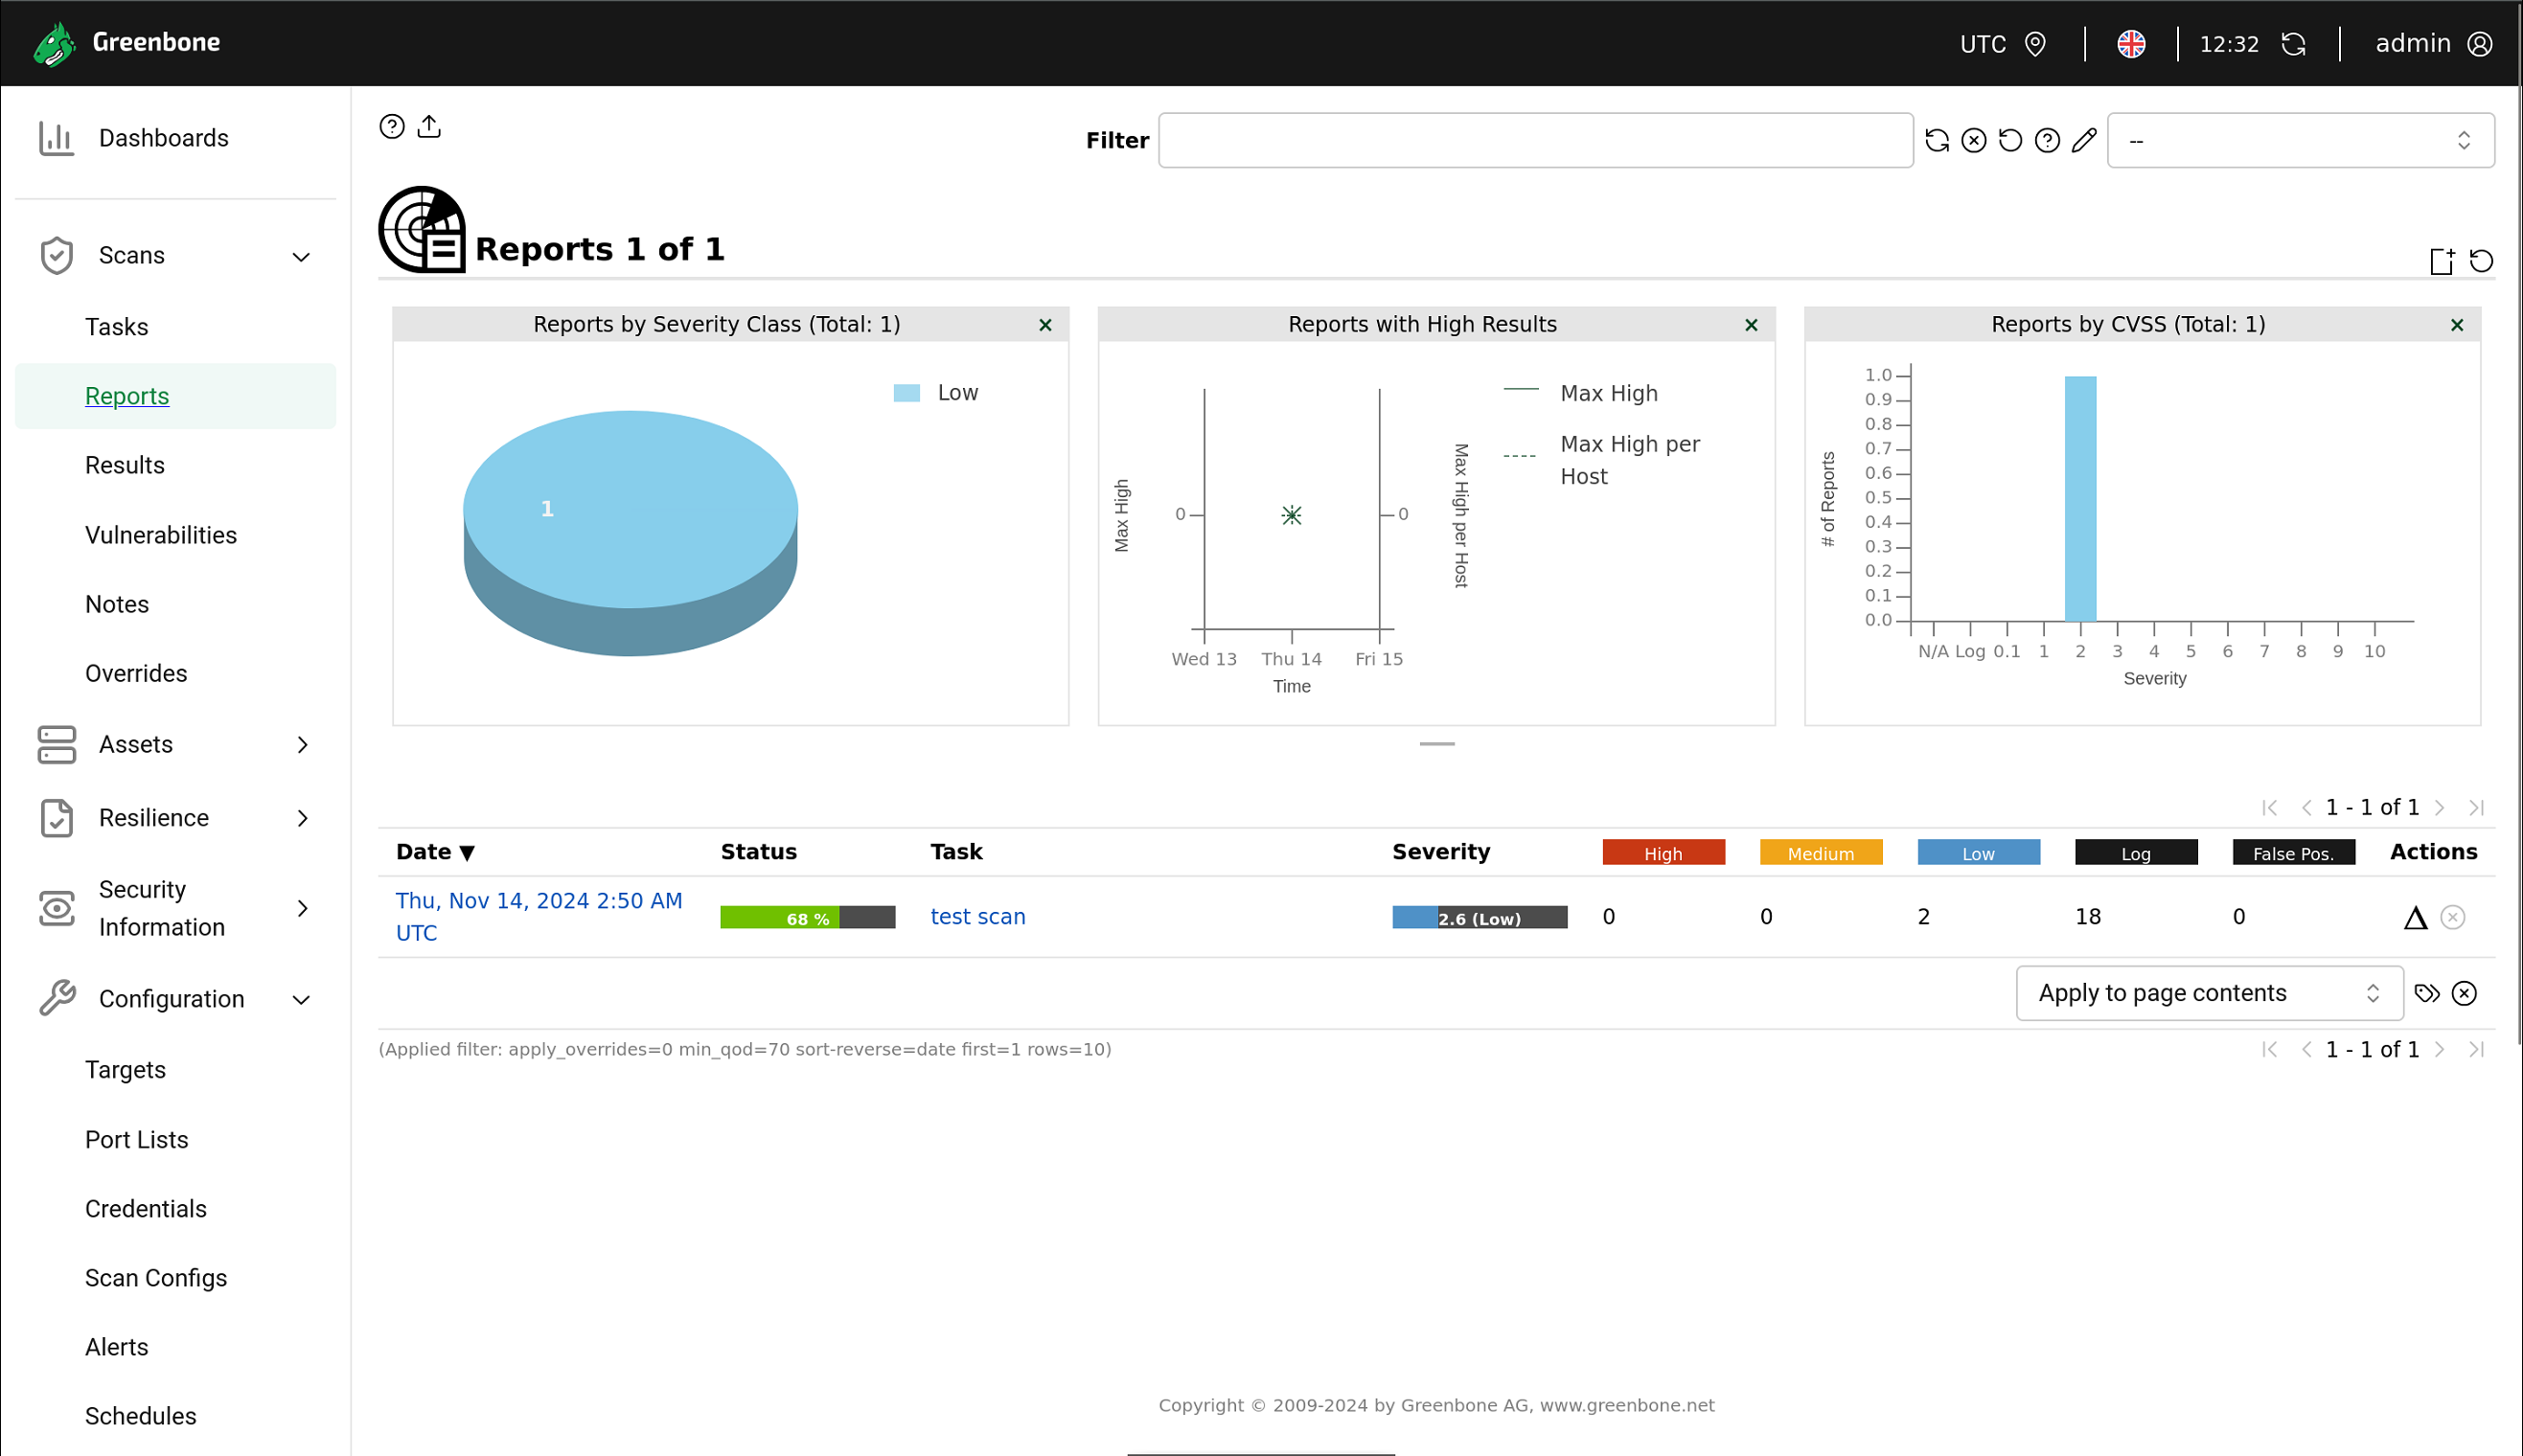 Greenbone
UTC
12:32
admin
Dashboards
Scans
Tasks
Reports
Results
Vulnerabilities
Notes
Overrides
Assets
Resilience
Security
Information
Configuration
Targets
Port Lists
Credentials
Scan Configs
Alerts
Schedules
Filter
--
Reports 1 of 1
Reports by Severity Class (Total: 1)
Low
1
Reports with High Results
Max High
Max High per
Host
Max High
0
0
Max High per Host
Wed 13 Thu 14 Fri 15
Time
Reports by CVSS (Total: 1)
# of Reports
1.0
0.9
0.8
0.7
0.6
0.5
0.4
0.3
0.2
0.1
0.0
N/A Log 0.1 1 2 3 4 5 6 7 8 9 10
Severity
1 - 1 of 1
Date ▼ Status Task Severity High Medium Low Log False Pos. Actions
Thu, Nov 14, 2024 2:50 AM
UTC
68 % test scan 2.6 (Low) 0 0 2 18 0
Apply to page contents
(Applied filter: apply_overrides=0 min_qod=70 sort-reverse=date first=1 rows=10)
1 - 1 of 1
Copyright © 2009-2024 by Greenbone AG, www.greenbone.net